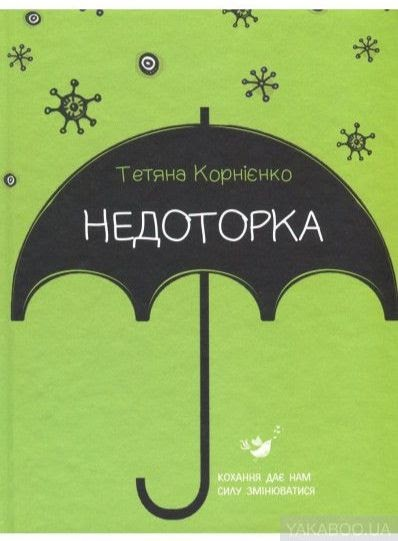 Тетяна Корнієнко
НЕДОТОРКА
КОХАННЯ ДАЄ НАМ
СИЛУ ЗМІНЮВАТИСЯ
YAKABOO.UA